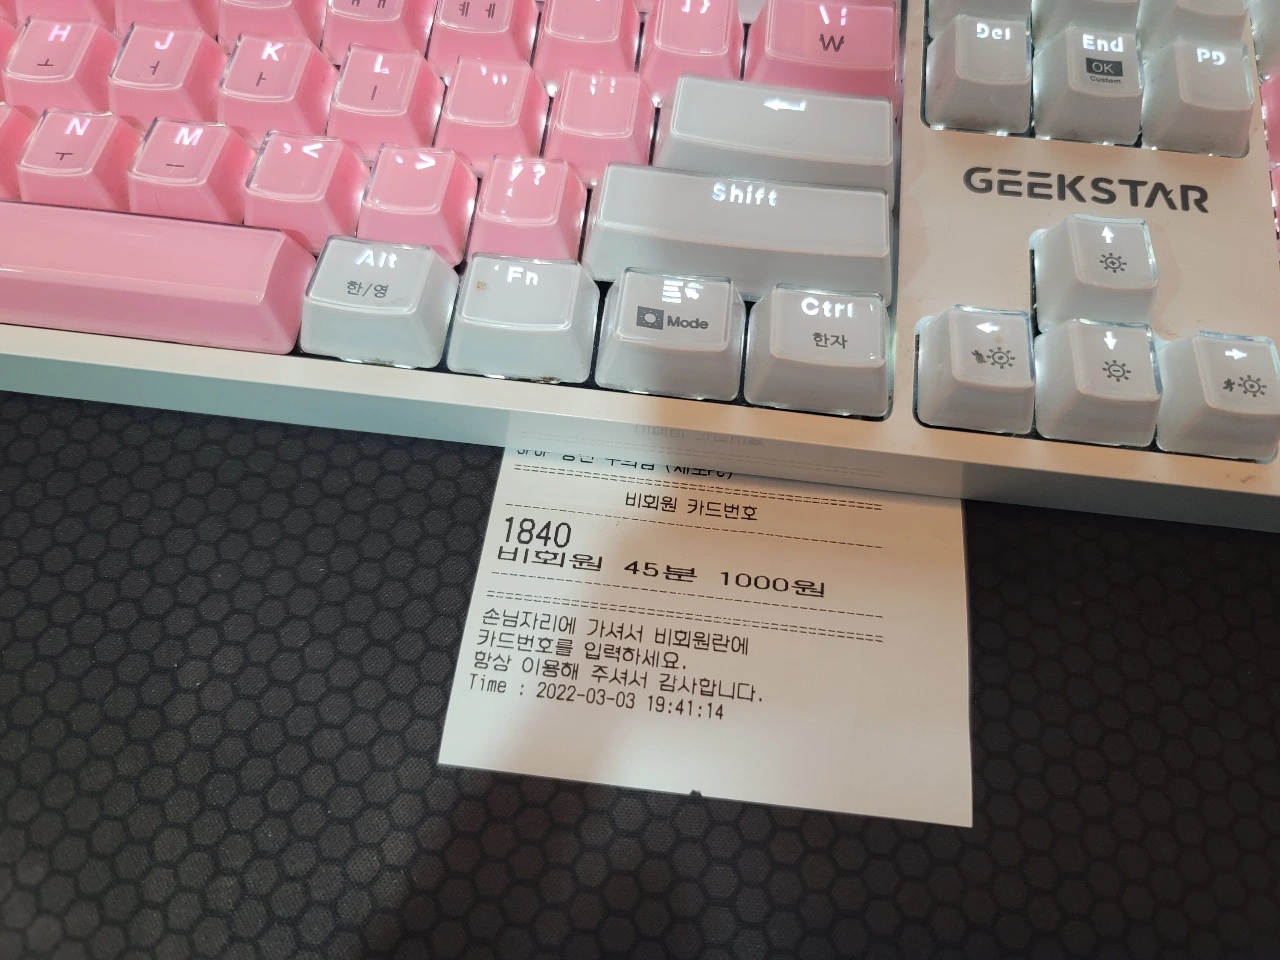 \ |
₩
Del
End
OK
Custom
PD
H ㅗ
J ㅓ
K ㅏ
L ㅣ
" '
: ;
GEEKSTAR
N ㅜ
M ㅡ
, <
. >
/ ?
Shift
Alt
한/영
Fn
Mode
Ctrl
한자
비회원 카드번호
1840
비회원 45분 1000원
손님자리에 가셔서 비회원란에
카드번호를 입력하세요.
항상 이용해 주셔서 감사합니다.
Time : 2022-03-03 19:41:14